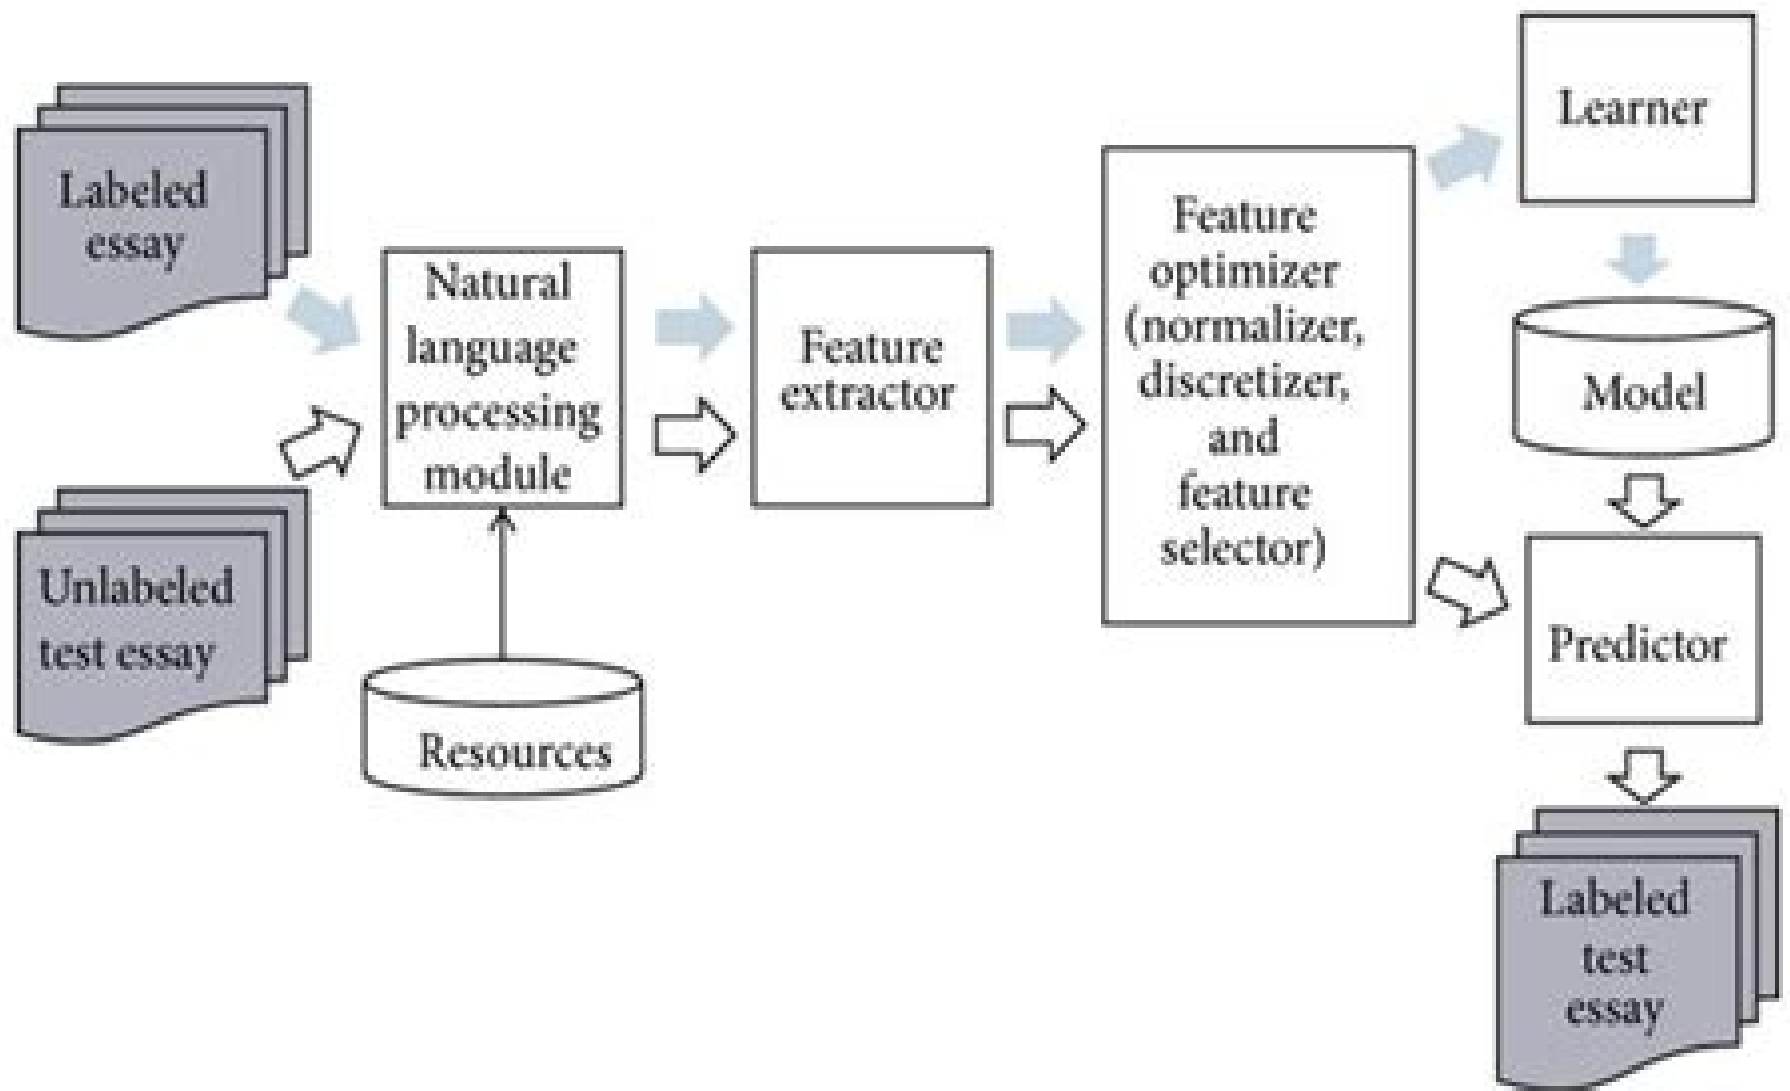 Labeled
essay
Unlabeled
test essay
Natural
language
processing
module
Resources
Feature
extractor
Feature
optimizer
(normalizer,
discretizer,
and
feature
selector)
Learner
Model
Predictor
Labeled
test
essay